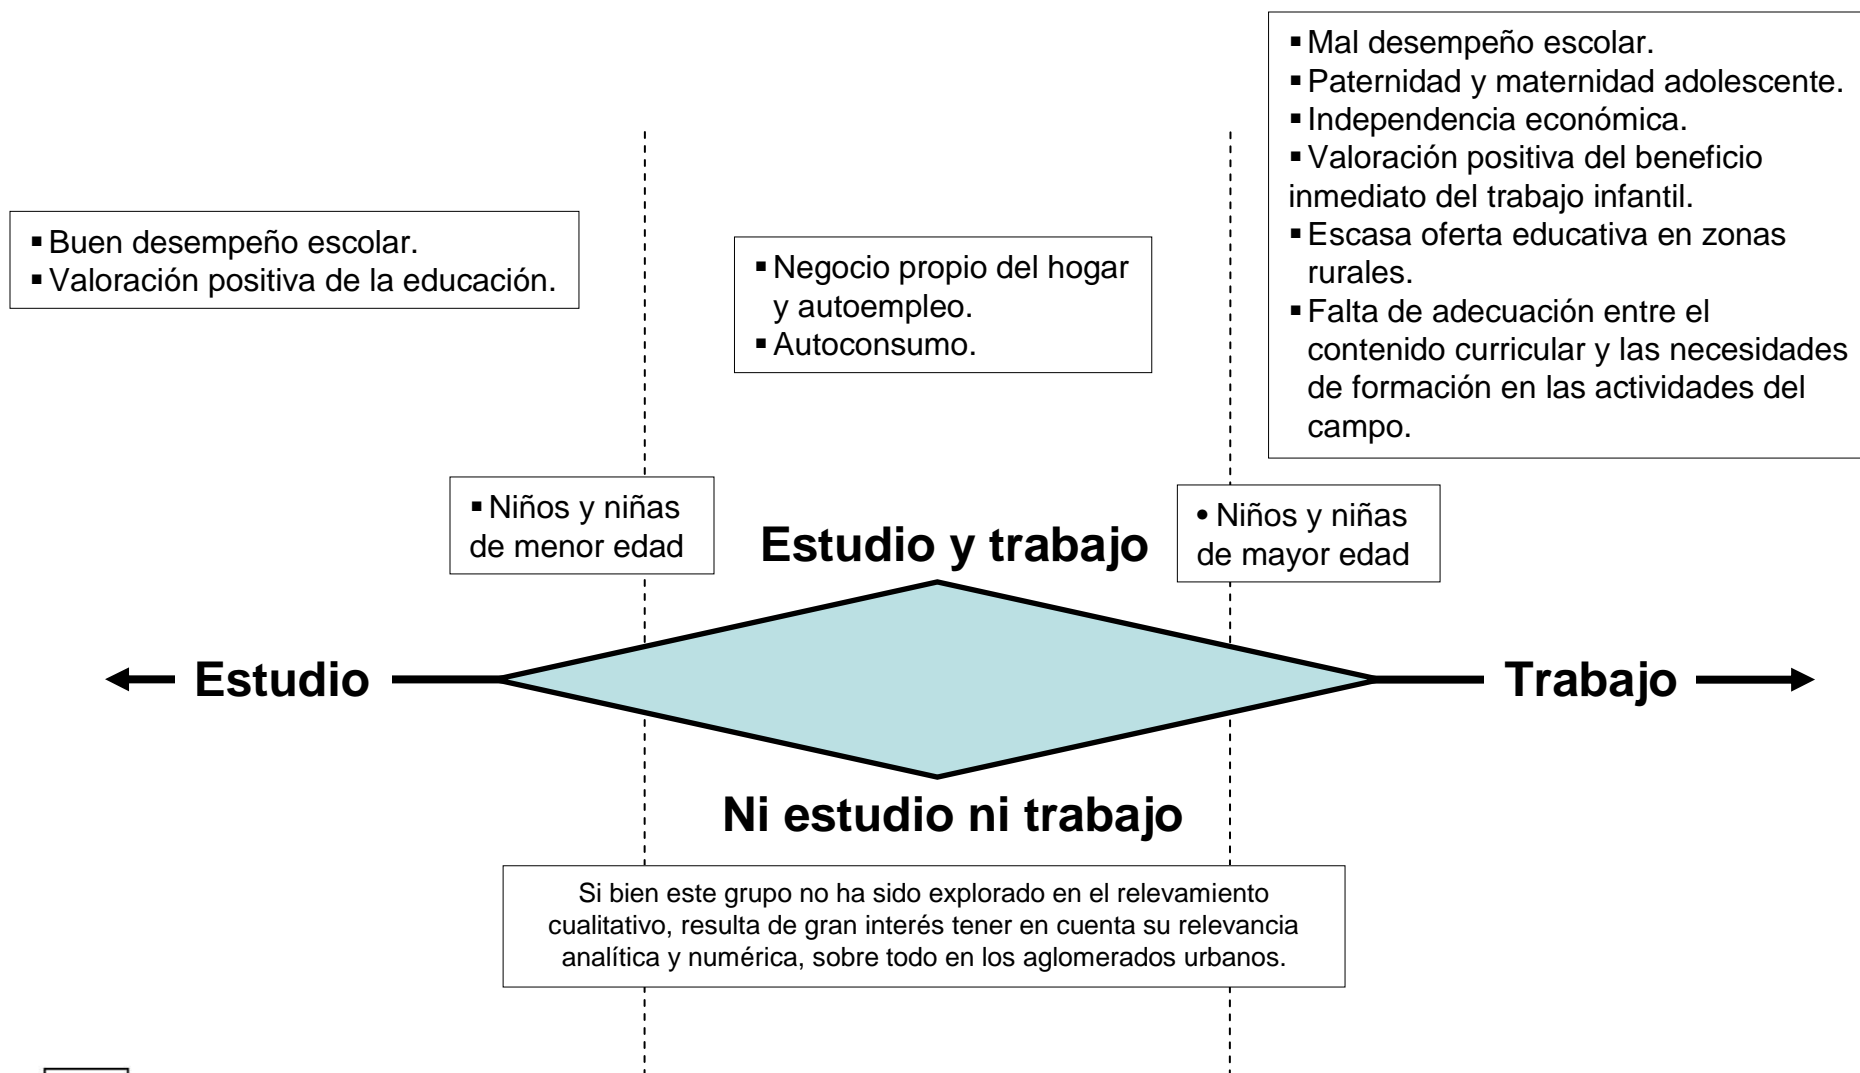 ▪ Buen desempeño escolar.
▪ Valoración positiva de la educación.
▪ Negocio propio del hogar
y autoempleo.
▪ Autoconsumo.
▪ Mal desempeño escolar.
▪ Paternidad y maternidad adolescente.
▪ Independencia económica.
▪ Valoración positiva del beneficio
inmediato del trabajo infantil.
▪ Escasa oferta educativa en zonas
rurales.
▪ Falta de adecuación entre el
contenido curricular y las necesidades
de formación en las actividades del
campo.
▪ Niños y niñas
de menor edad
Estudio y trabajo
• Niños y niñas
de mayor edad
Estudio
Trabajo
Ni estudio ni trabajo
Si bien este grupo no ha sido explorado en el relevamiento
cualitativo, resulta de gran interés tener en cuenta su relevancia
analítica y numérica, sobre todo en los aglomerados urbanos.